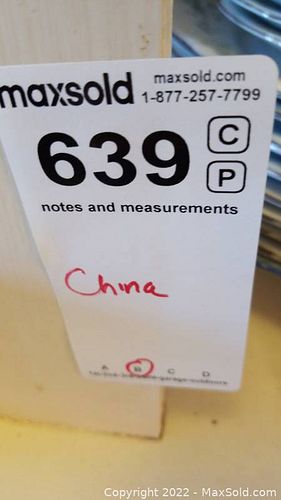 maxsold maxsold.com
1-877-257-7799
639 C
P
notes and measurements
China
A B C D
Copyright 2022 - MaxSold.com